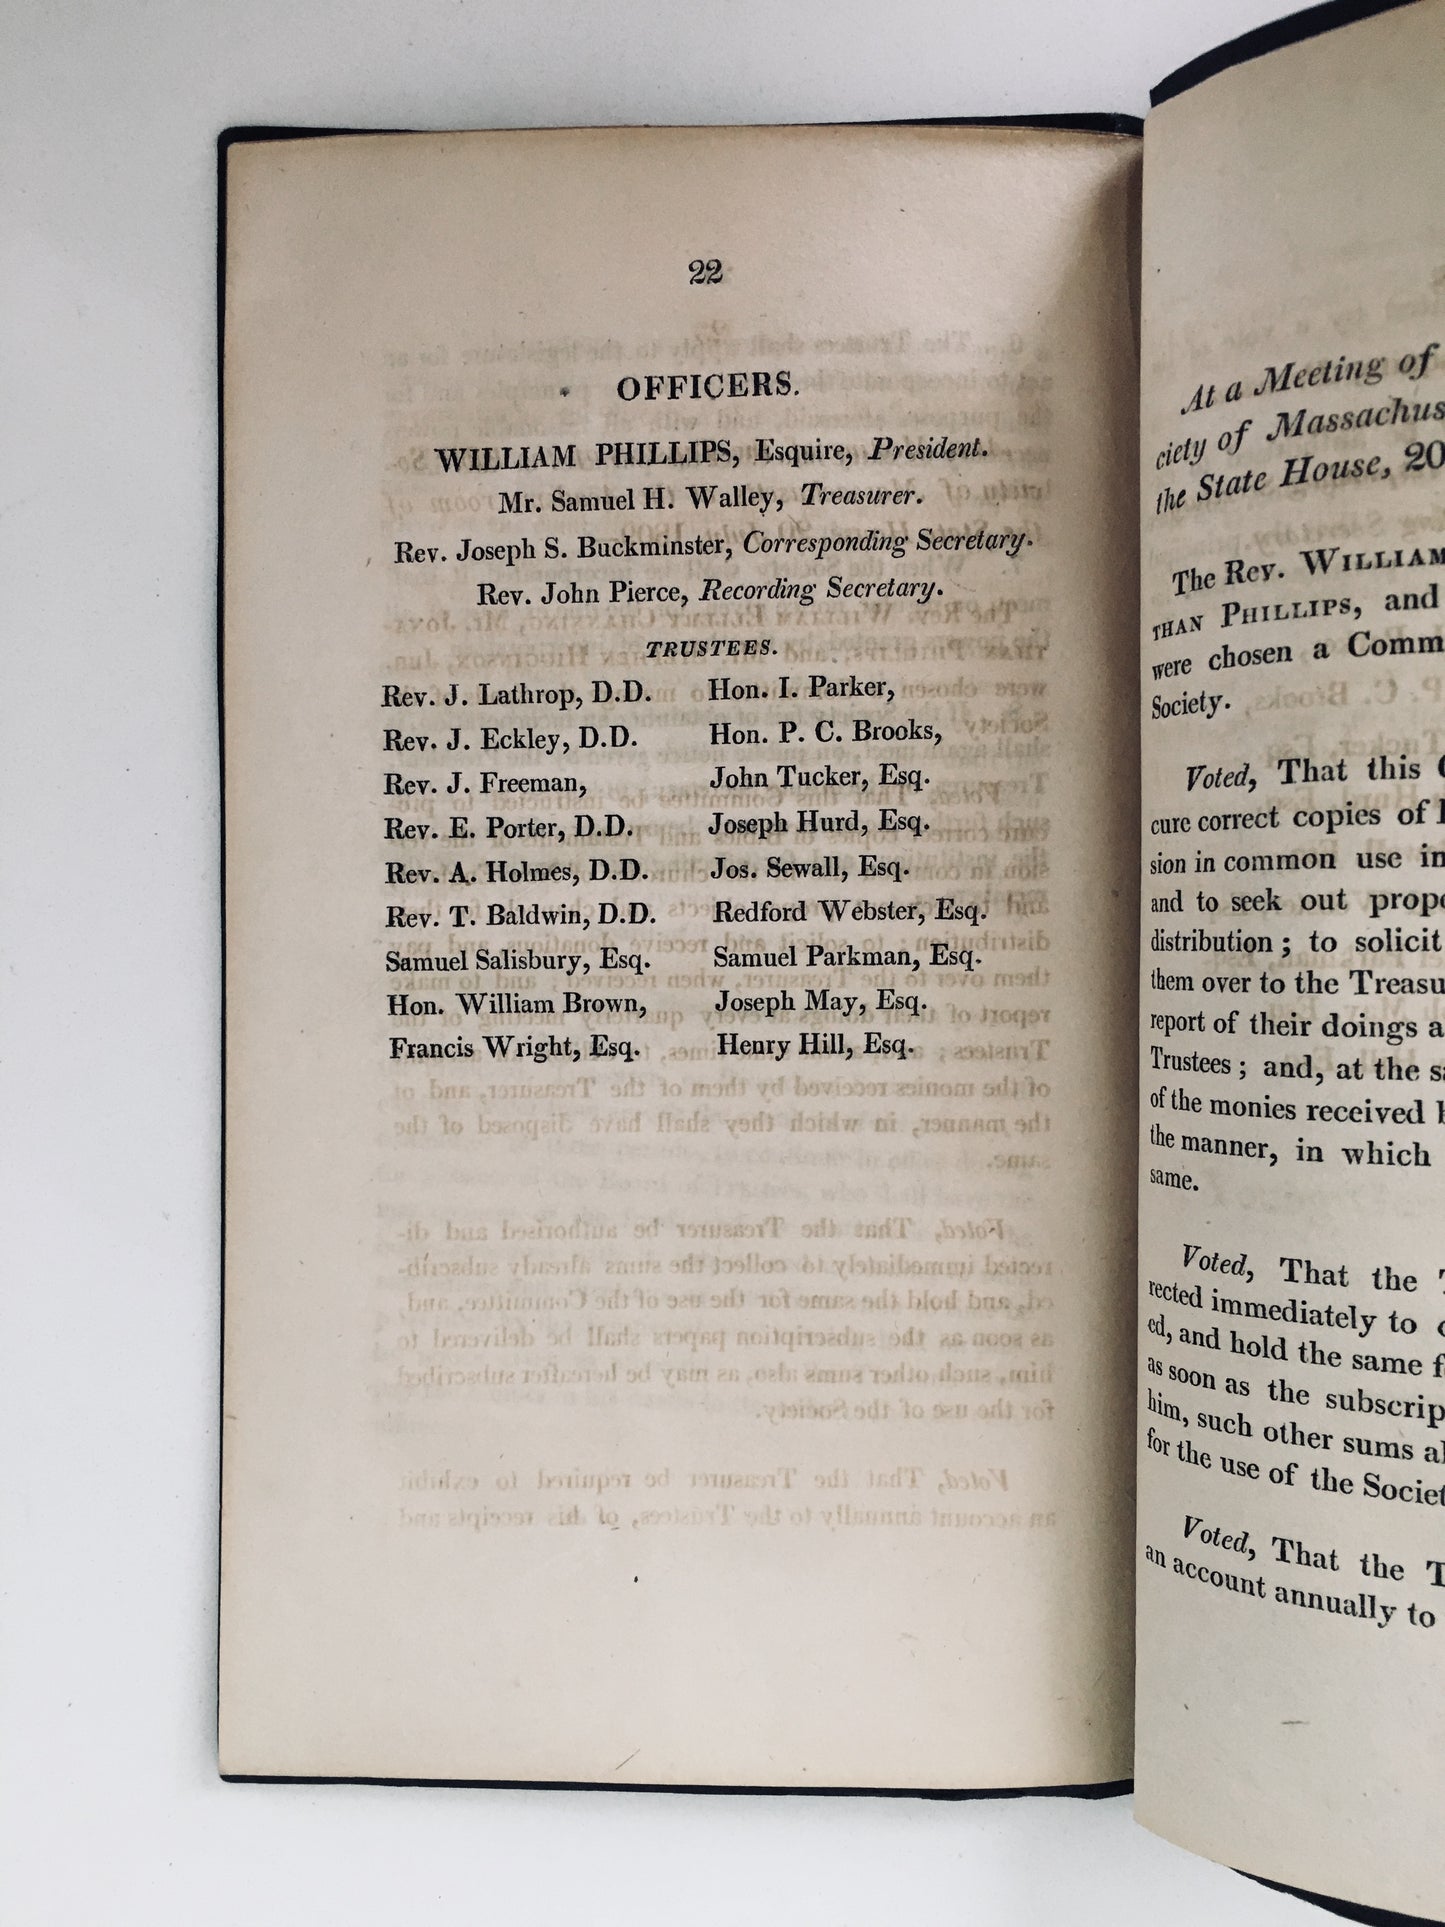 22
OFFICERS.
WILLIAM PHILLIPS, Esquire, President.
Mr. Samuel H. Walley, Treasurer.
Rev. Joseph S. Buckminster, Corresponding Secretary.
Rev. John Pierce, Recording Secretary.
TRUSTEES.
Rev. J. Lathrop, D.D. Hon. I. Parker,
Rev. J. Eckley, D.D. Hon. P. C. Brooks,
Rev. J. Freeman, John Tucker, Esq.
Rev. E. Porter, D.D. Joseph Hurd, Esq.
Rev. A. Holmes, D.D. Jos. Sewall, Esq.
Rev. T. Baldwin, D.D. Redford Webster, Esq.
Samuel Salisbury, Esq. Samuel Parkman, Esq.
Hon. William Brown, Joseph May, Esq.
Francis Wright, Esq. Henry Hill, Esq.
At a Meeting of
ciety of Massachus
the State House, 20
The Rev. WILLIAM
THAN PHILLIPS, and
were chosen a Comm
Society.
Voted, That this
cure correct copies of
sion in common use in
and to seek out prope
distribution; to solicit
them over to the Treasu
report of their doings a
Trustees; and, at the sa
of the monies received
the manner, in which
same.
Voted, That the
rected immediately to
ed, and hold the same f
as soon as the subscrip
him, such other sums al
for the use of the Societ
Voted, That the T
an account annually to